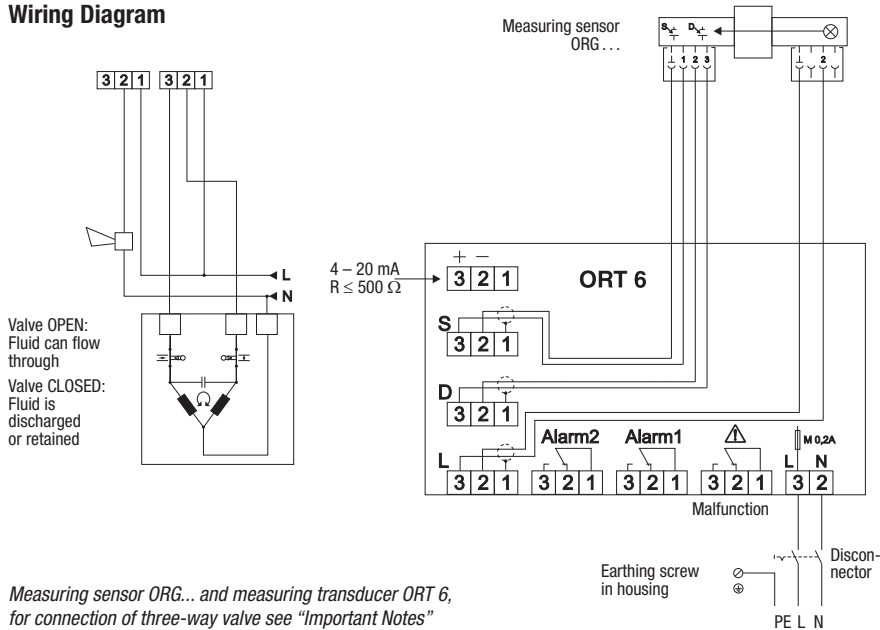 Wiring Diagram
Measuring sensor
ORG...
S D
⊥ 1 2 3
⊥ 2
3 2 1 3 2 1
L
N
Valve OPEN:
Fluid can flow
through
Valve CLOSED:
Fluid is
discharged
or retained
4 – 20 mA
R ≤ 500 Ω
+ –
3 2 1
ORT 6
S
3 2 1
D
3 2 1
L
3 2 1
Alarm2
3 2 1
Alarm1
3 2 1
3 2 1
Malfunction
M 0,2A
L N
3 2
Discon-
nector
Earthing screw
in housing
PE L N
Measuring sensor ORG... and measuring transducer ORT 6,
for connection of three-way valve see “Important Notes”